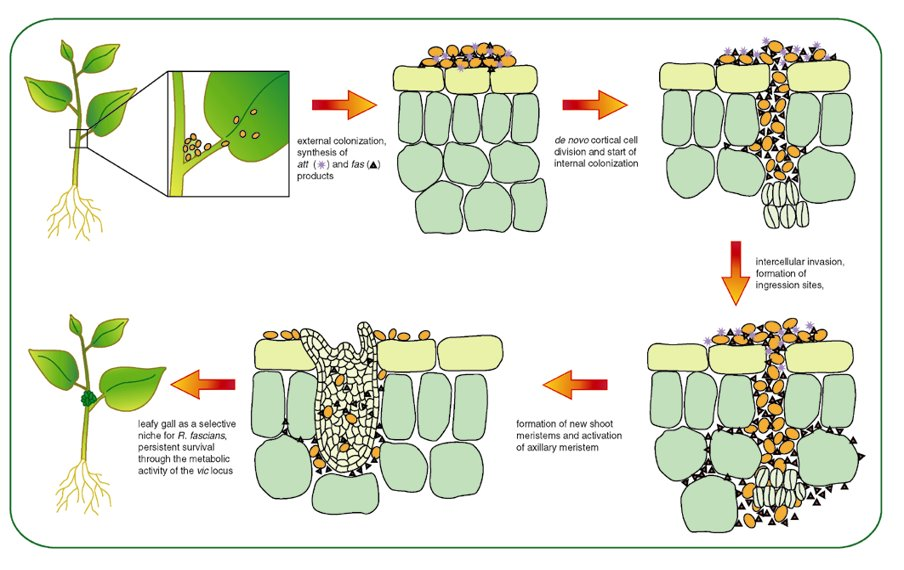 external colonization,
synthesis of
att (✷) and fas (▲)
products
de novo cortical cell
division and start of
internal colonization
intercellular invasion,
formation of
ingression sites,
formation of new shoot
meristems and activation
of axillary meristem
leafy gall as a selective
niche for R. fascians,
persistent survival
through the metabolic
activity of the vic locus